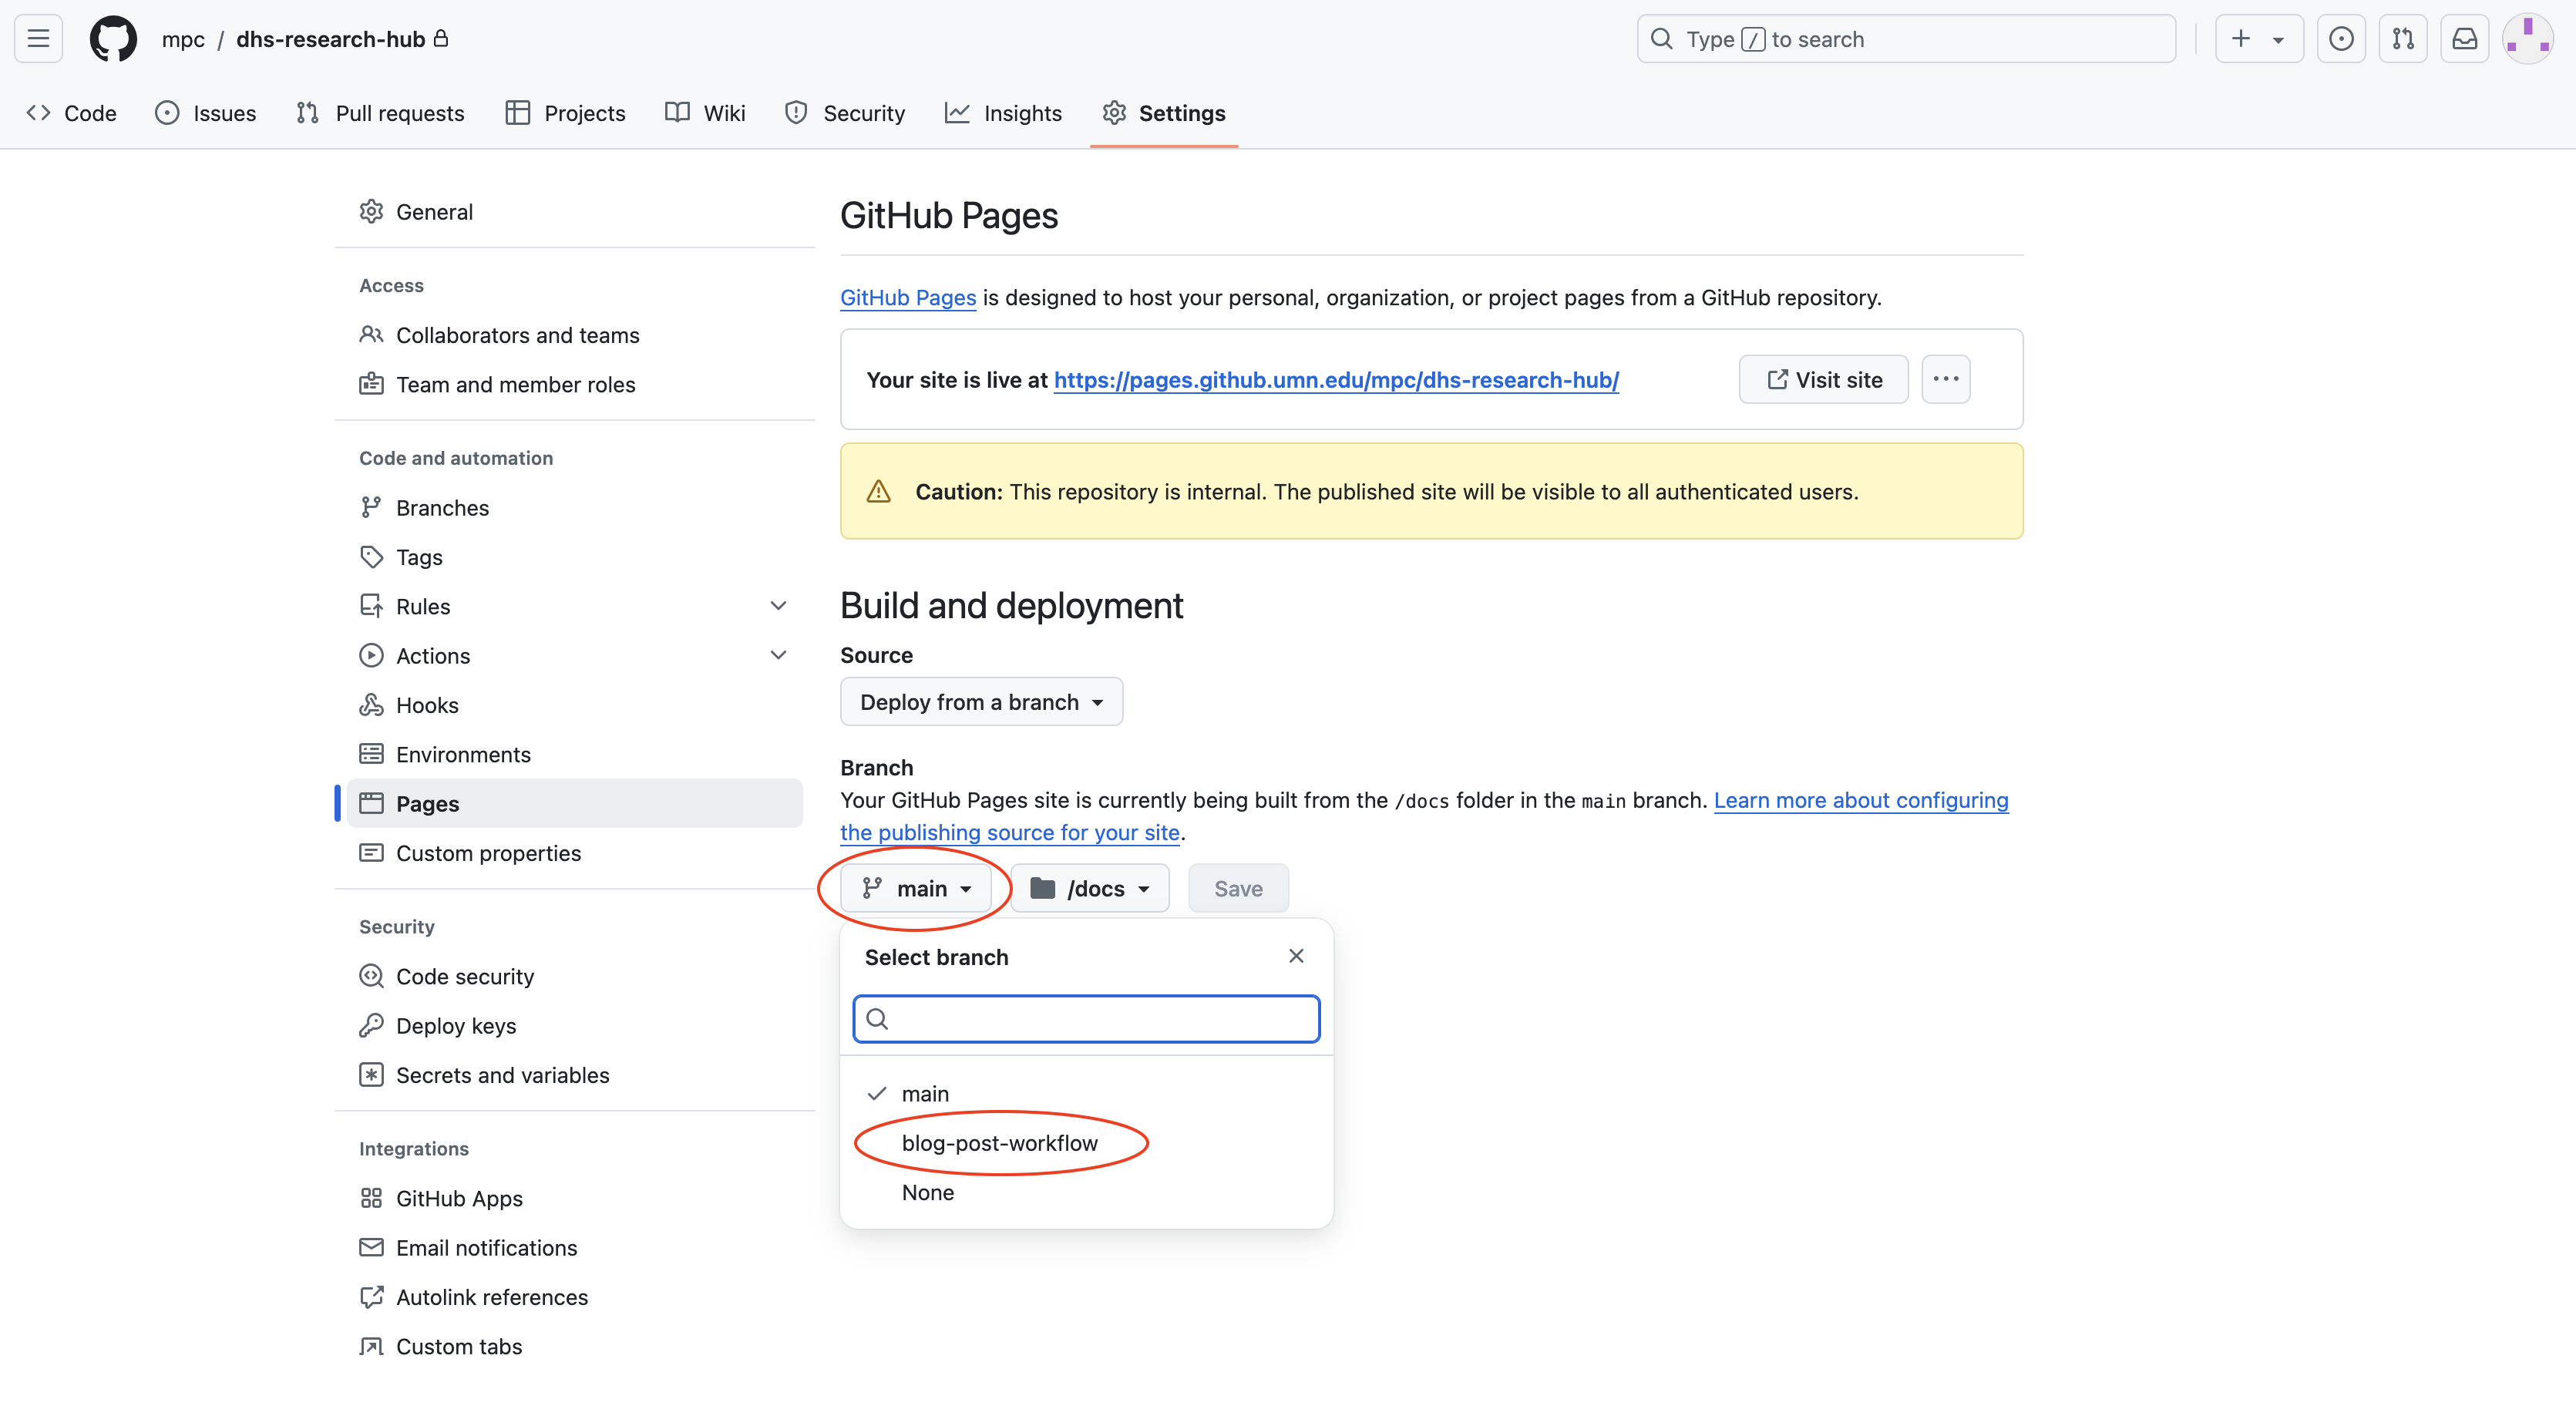 mpc / dhs-research-hub
Type / to search
Code Issues Pull requests Projects Wiki Security Insights Settings
General
Access
Collaborators and teams
Team and member roles
Code and automation
Branches
Tags
Rules
Actions
Hooks
Environments
Pages
Custom properties
Security
Code security
Deploy keys
Secrets and variables
Integrations
GitHub Apps
Email notifications
Autolink references
Custom tabs
GitHub Pages
GitHub Pages is designed to host your personal, organization, or project pages from a GitHub repository.
Your site is live at https://pages.github.umn.edu/mpc/dhs-research-hub/ Visit site
Caution: This repository is internal. The published site will be visible to all authenticated users.
Build and deployment
Source
Deploy from a branch
Branch
Your GitHub Pages site is currently being built from the /docs folder in the main branch. Learn more about configuring
the publishing source for your site.
main /docs Save
Select branch
main
blog-post-workflow
None